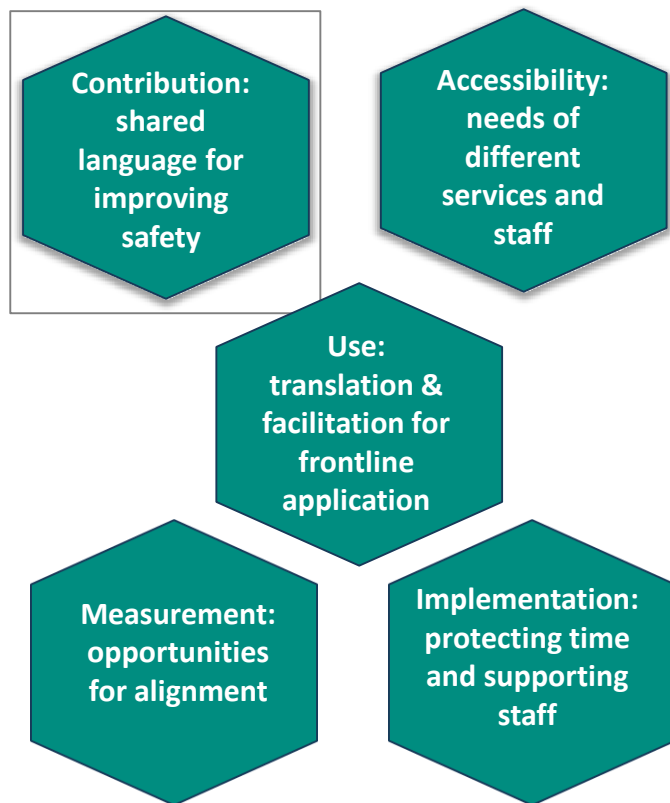 Contribution:
shared
language for
improving
safety
Accessibility:
needs of
different
services and
staff
Use:
translation &
facilitation for
frontline
application
Measurement:
opportunities
for alignment
Implementation:
protecting time
and supporting
staff